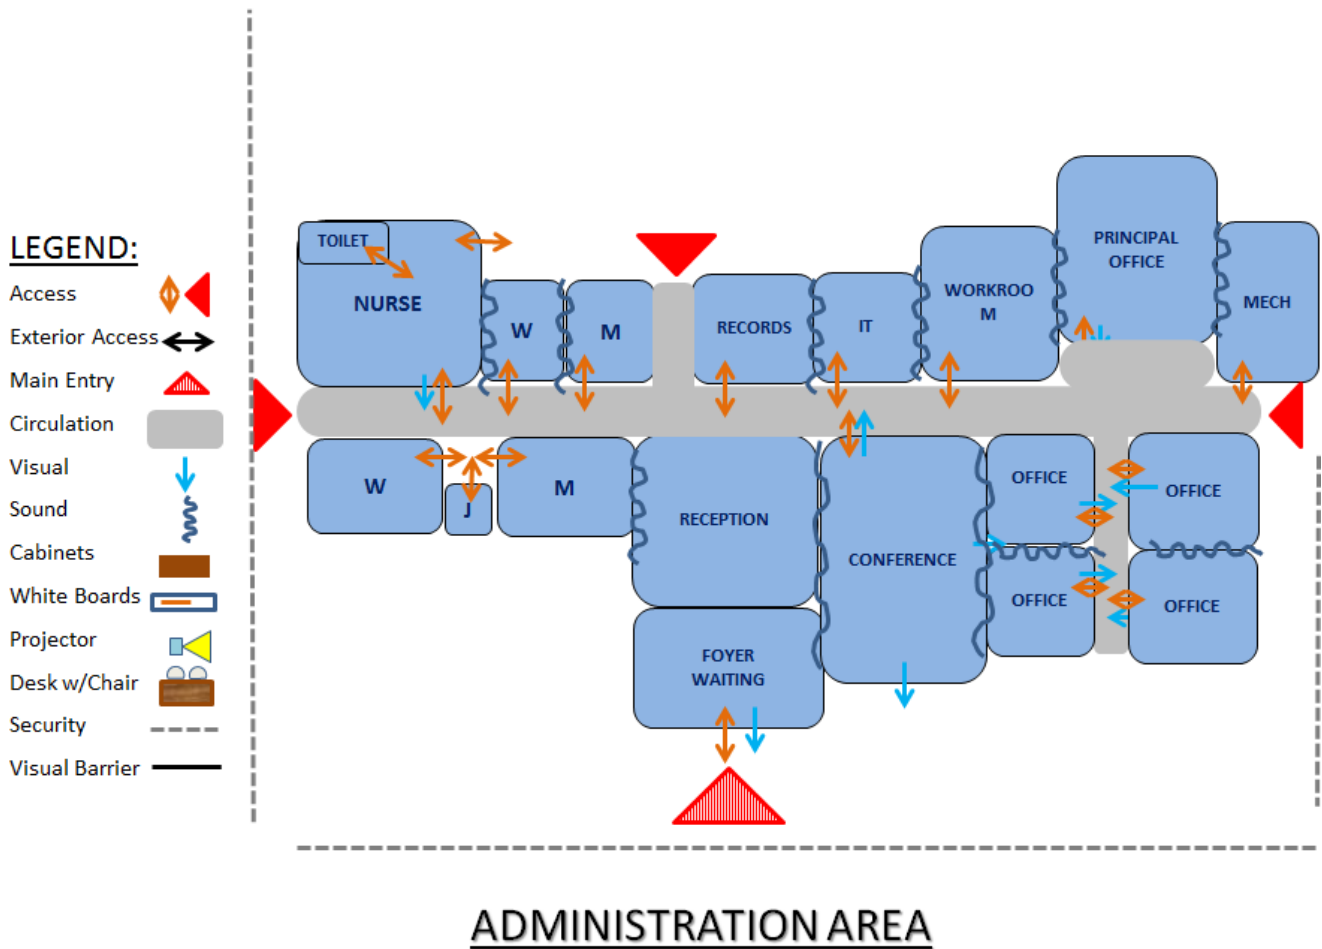 LEGEND:
Access
Exterior Access
Main Entry
Circulation
Visual
Sound
Cabinets
White Boards
Projector
Desk w/Chair
Security
Visual Barrier
TOILET
NURSE
W
M
RECORDS
IT
WORKROO
M
PRINCIPAL
OFFICE
MECH
W
J
M
RECEPTION
CONFERENCE
OFFICE
OFFICE
OFFICE
OFFICE
FOYER
WAITING
ADMINISTRATION AREA